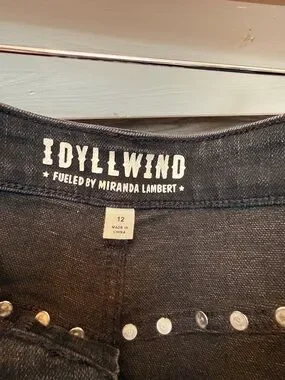 IDYLLWIND
★ FUELED BY MIRANDA LAMBERT ★
12
MADE IN
CHINA